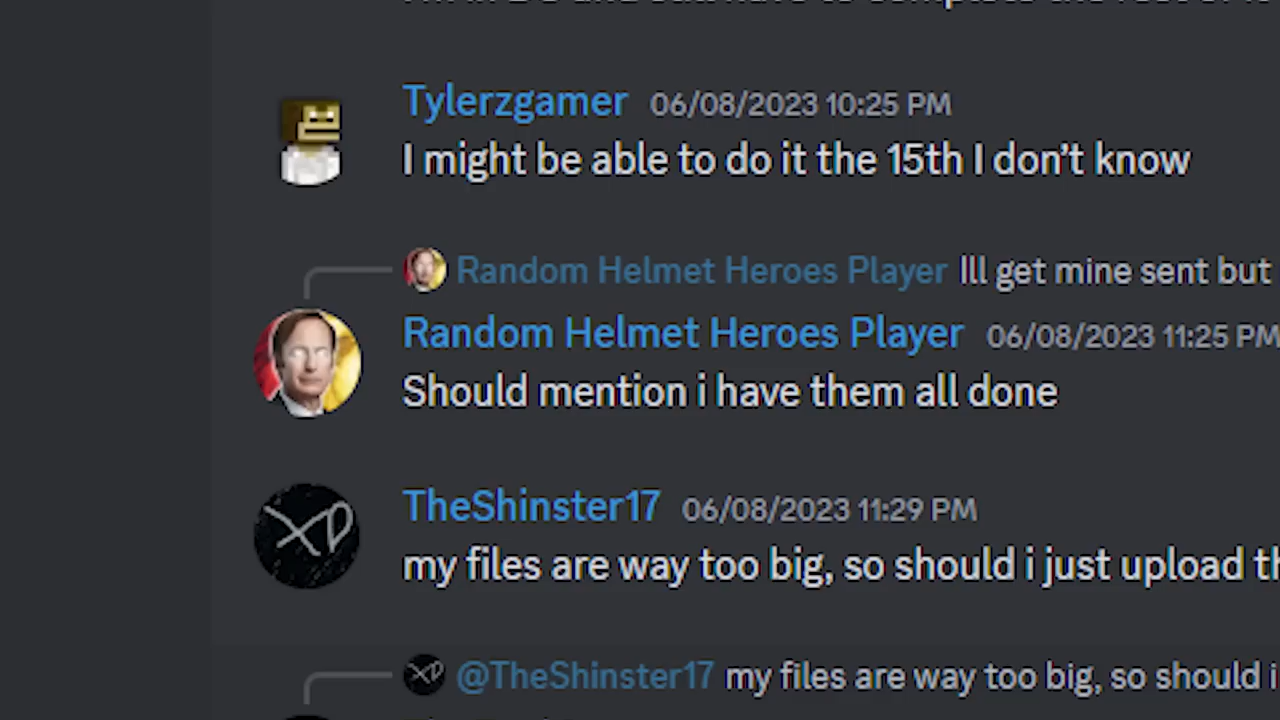 Tylerzgamer 06/08/2023 10:25 PM
I might be able to do it the 15th I don't know
Random Helmet Heroes Player Ill get mine sent but
Random Helmet Heroes Player 06/08/2023 11:25 PM
Should mention i have them all done
XD
TheShinster17 06/08/2023 11:29 PM
my files are way too big, so should i just upload th
XD @TheShinster17 my files are way too big, so should i